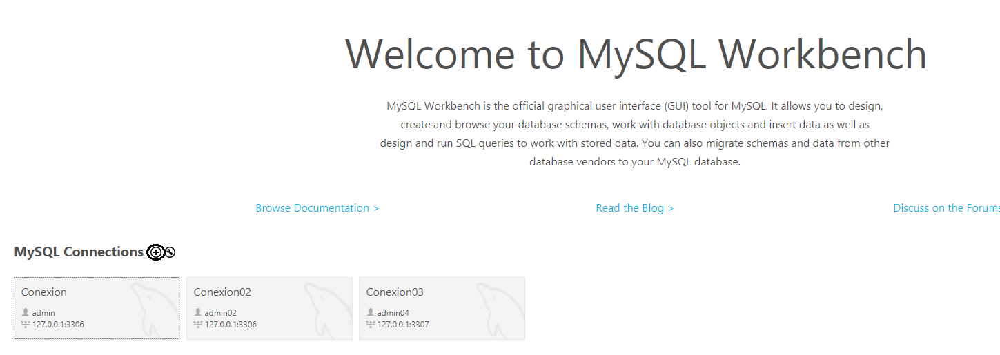 Welcome to MySQL Workbench
MySQL Workbench is the official graphical user interface (GUI) tool for MySQL. It allows you to design,
create and browse your database schemas, work with database objects and insert data as well as
design and run SQL queries to work with stored data. You can also migrate schemas and data from other
database vendors to your MySQL database.
Browse Documentation > Read the Blog > Discuss on the Forums
MySQL Connections
Conexion
admin
127.0.0.1:3306
Conexion02
admin02
127.0.0.1:3306
Conexion03
admin04
127.0.0.1:3307